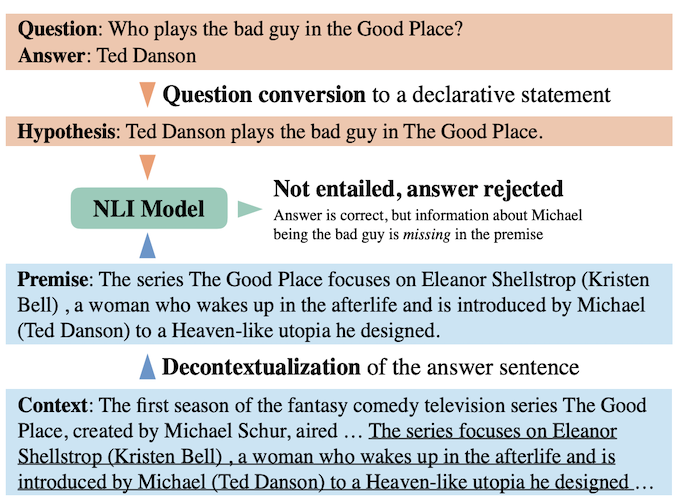 Question: Who plays the bad guy in the Good Place?
Answer: Ted Danson
Question conversion to a declarative statement
Hypothesis: Ted Danson plays the bad guy in The Good Place.
NLI Model
Not entailed, answer rejected
Answer is correct, but information about Michael
being the bad guy is missing in the premise
Premise: The series The Good Place focuses on Eleanor Shellstrop (Kristen
Bell) , a woman who wakes up in the afterlife and is introduced by Michael
(Ted Danson) to a Heaven-like utopia he designed.
Decontextualization of the answer sentence
Context: The first season of the fantasy comedy television series The Good
Place, created by Michael Schur, aired … The series focuses on Eleanor
Shellstrop (Kristen Bell) , a woman who wakes up in the afterlife and is
introduced by Michael (Ted Danson) to a Heaven-like utopia he designed …